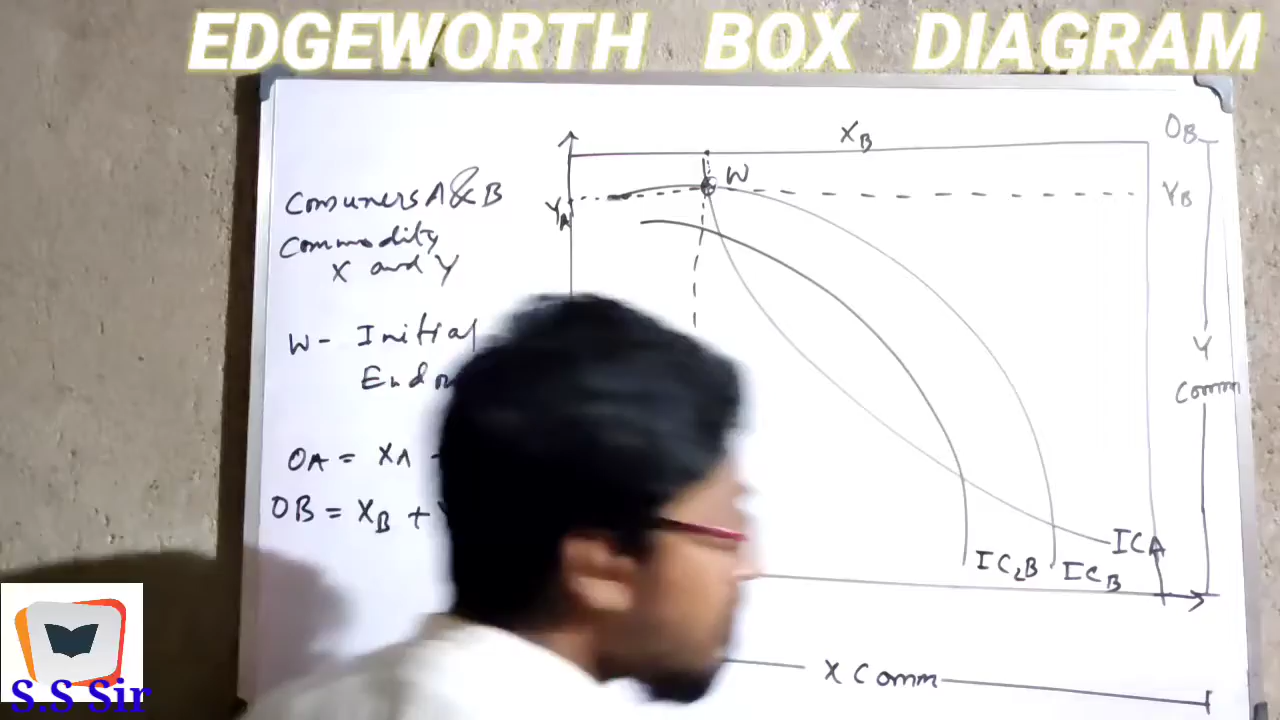 EDGEWORTH BOX DIAGRAM
Consumers A & B
Commodity
X and Y
W - Initial
OA = XA
OB = XB +
XB
OB
W
YA
YB
Y
Comm
ICA
IC2B
ICB
X Comm
S.S Sir